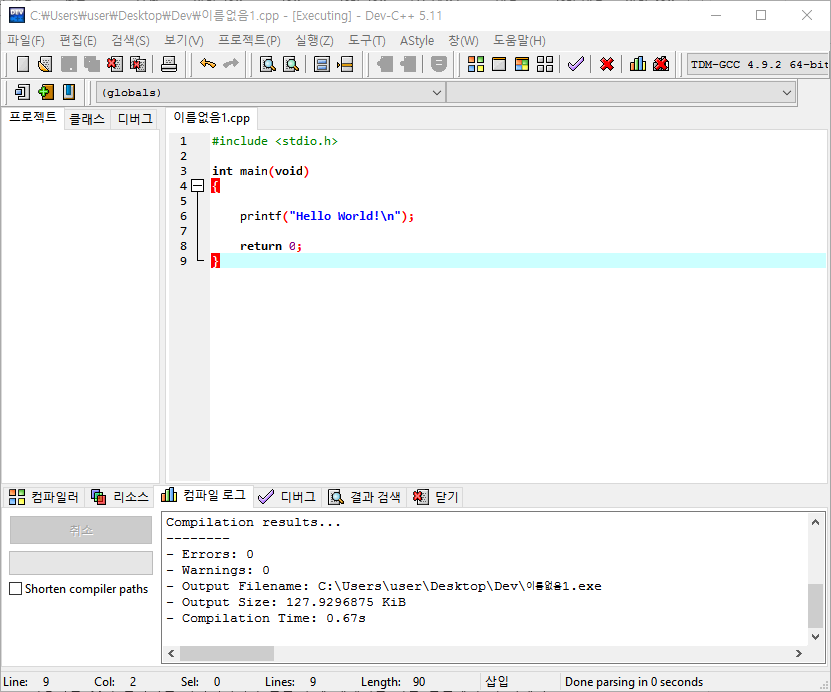 C:₩Users₩user₩Desktop₩Dev₩이름없음1.cpp - [Executing] - Dev-C++ 5.11
파일(F) 편집(E) 검색(S) 보기(V) 프로젝트(P) 실행(Z) 도구(T) AStyle 창(W) 도움말(H)
TDM-GCC 4.9.2 64-bit
(globals)
프로젝트 클래스 디버그 이름없음1.cpp
1 #include <stdio.h>
2
3 int main(void)
4 {
5
6 printf("Hello World!\n");
7
8 return 0;
9 }
컴파일러 리소스 컴파일 로그 디버그 결과 검색 닫기
취소
Shorten compiler paths
Compilation results...
--------
- Errors: 0
- Warnings: 0
- Output Filename: C:\Users\user\Desktop\Dev\이름없음1.exe
- Output Size: 127.9296875 KiB
- Compilation Time: 0.67s
Line: 9 Col: 2 Sel: 0 Lines: 9 Length: 90 삽입 Done parsing in 0 seconds